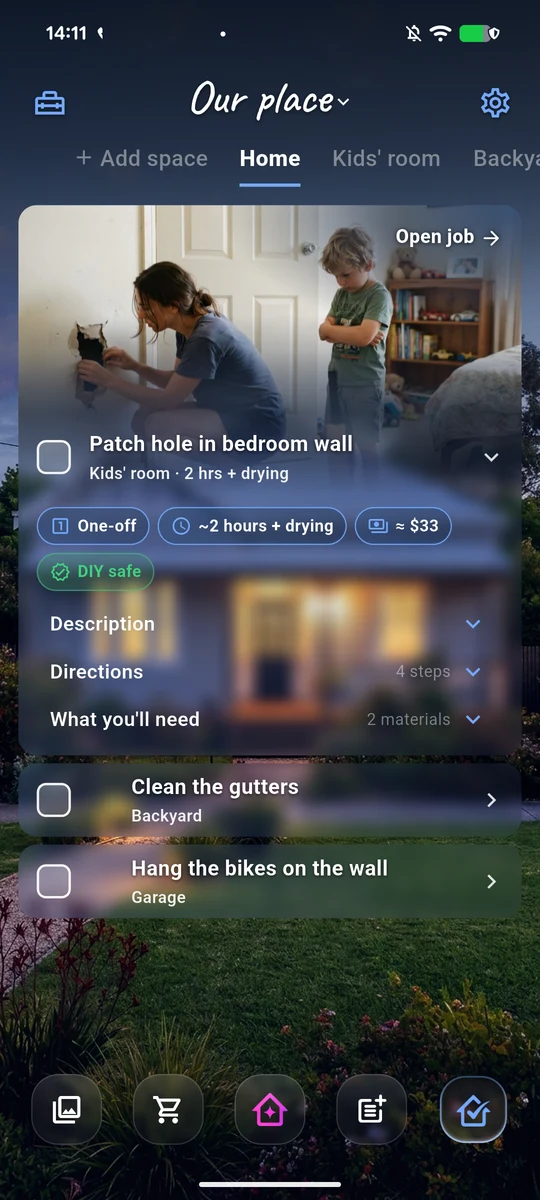 14:11
Our place
+ Add space
Home
Kids' room
Backya
Open job →
Patch hole in bedroom wall
Kids' room · 2 hrs + drying
1 One-off
~2 hours + drying
≈ $33
DIY safe
Description
Directions
4 steps
What you'll need
2 materials
Clean the gutters
Backyard
Hang the bikes on the wall
Garage